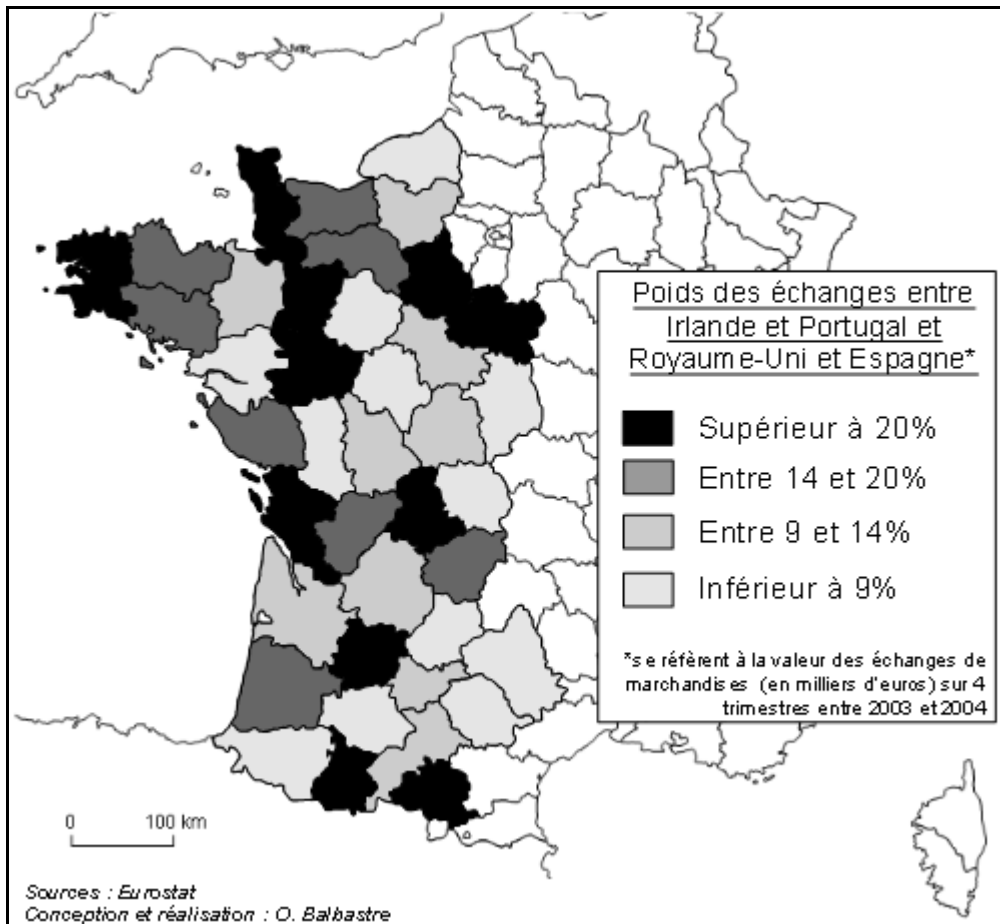 Poids des échanges entre
Irlande et Portugal et
Royaume-Uni et Espagne*
Supérieur à 20%
Entre 14 et 20%
Entre 9 et 14%
Inférieur à 9%
*se réfèrent à la valeur des échanges de
marchandises (en milliers d'euros) sur 4
trimestres entre 2003 et 2004
0 100 km
Sources : Eurostat
Conception et réalisation : O. Balbastre